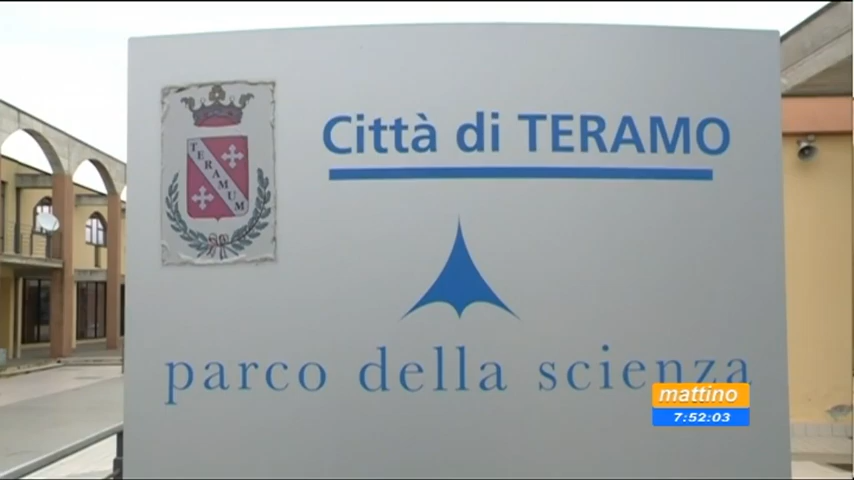 Città di TERAMO
TERAMUM
parco della scienza
mattino
7:52:03